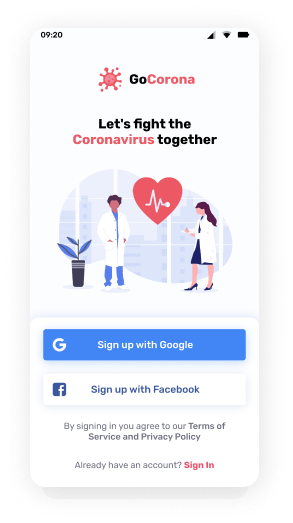 09:20
GoCorona
Let's fight the
Coronavirus together
Sign up with Google
Sign up with Facebook
By signing in you agree to our Terms of
Service and Privacy Policy
Already have an account? Sign In